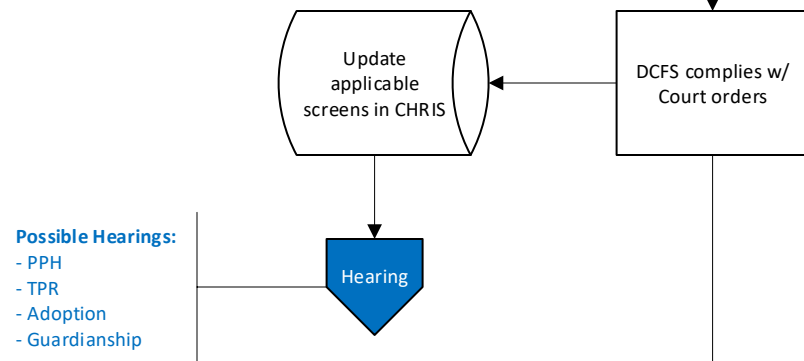 Update
applicable
screens in CHRIS
DCFS complies w/
Court orders
Possible Hearings:
- PPH
- TPR
- Adoption
- Guardianship
Hearing